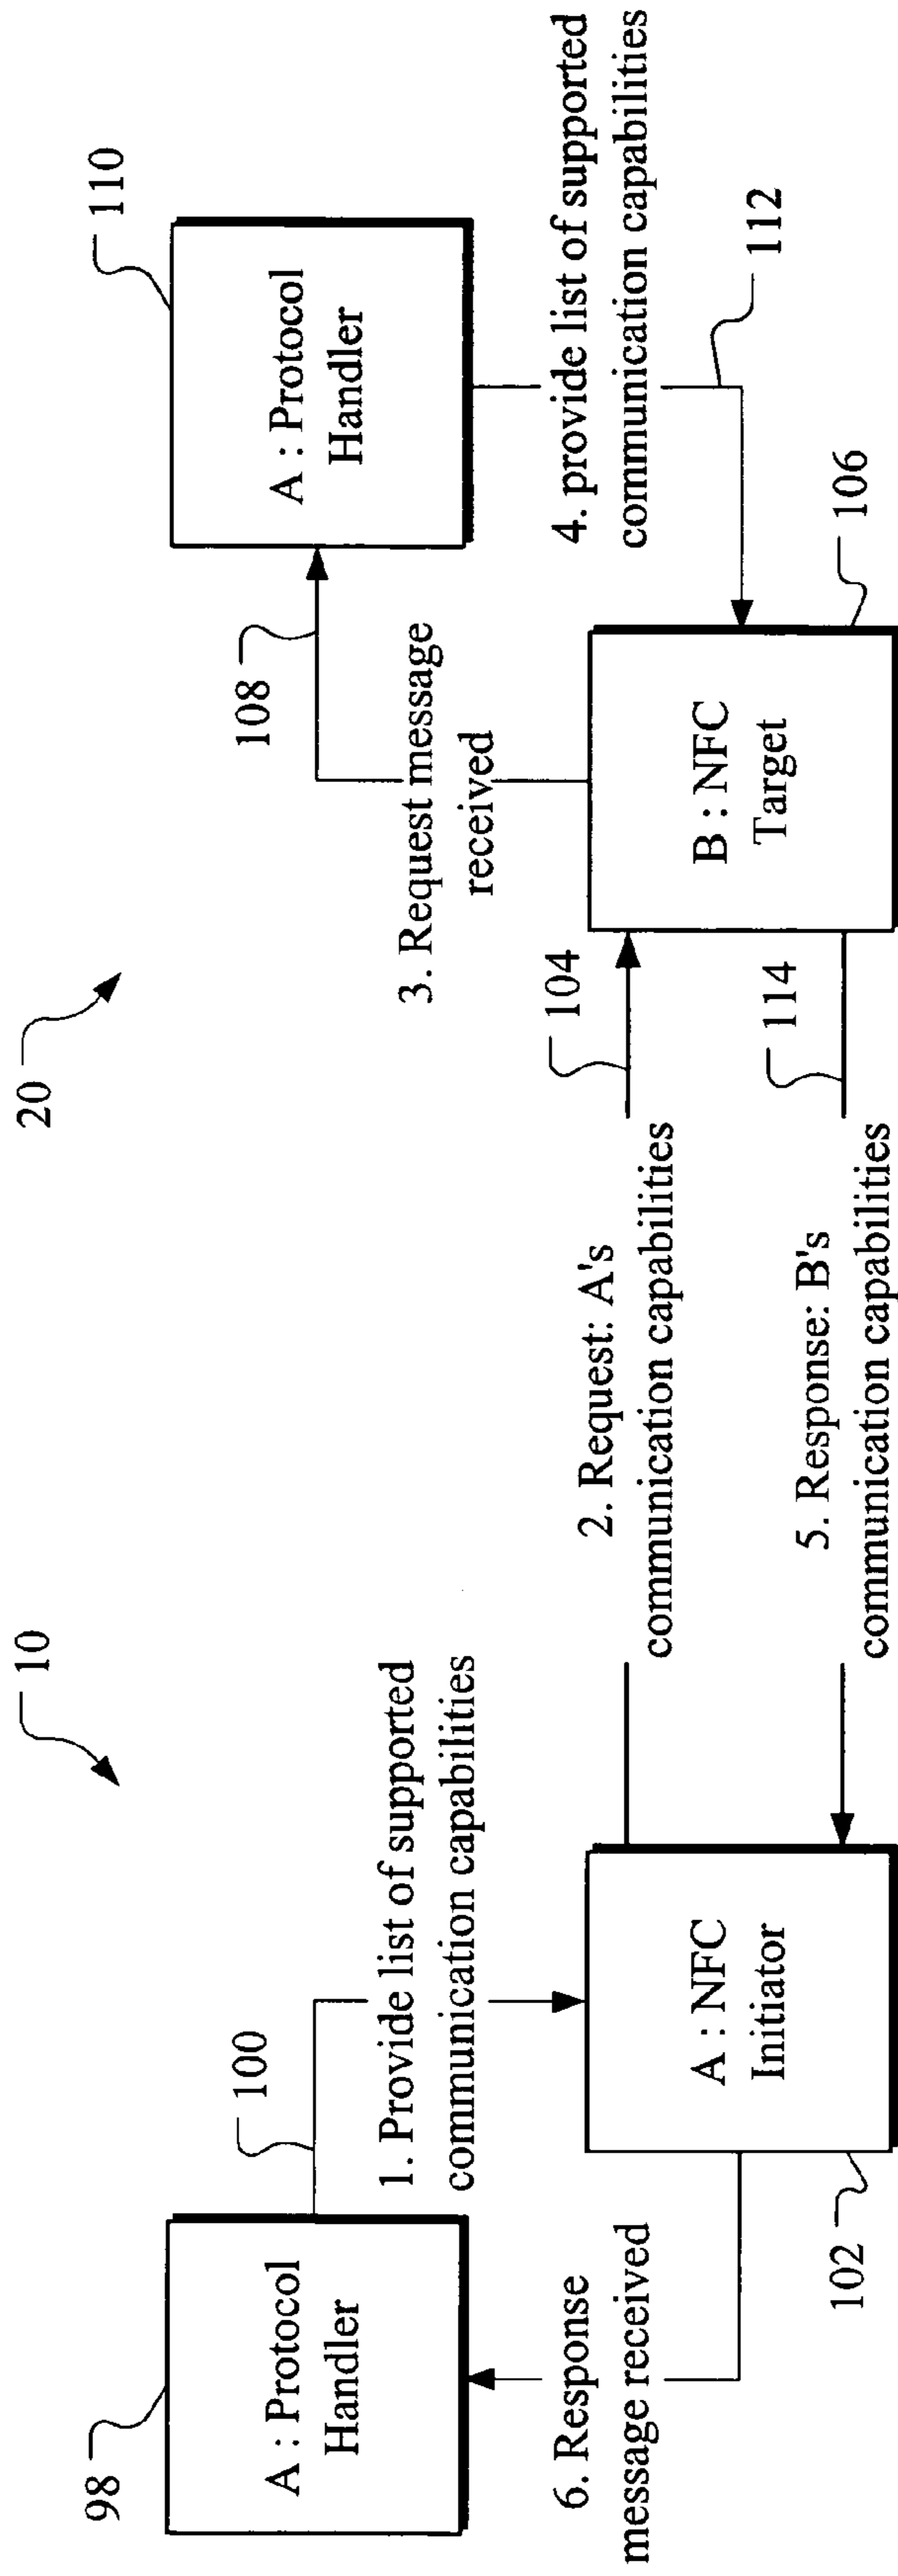 10
20
98
A : Protocol
Handler
100
1. Provide list of supported
communication capabilities
6. Response
message received
A : NFC
Initiator
102
2. Request: A's
communication capabilities
104
5. Response: B's
communication capabilities
114
3. Request message
received
108
A : Protocol
Handler
110
4. provide list of supported
communication capabilities
112
B : NFC
Target
106